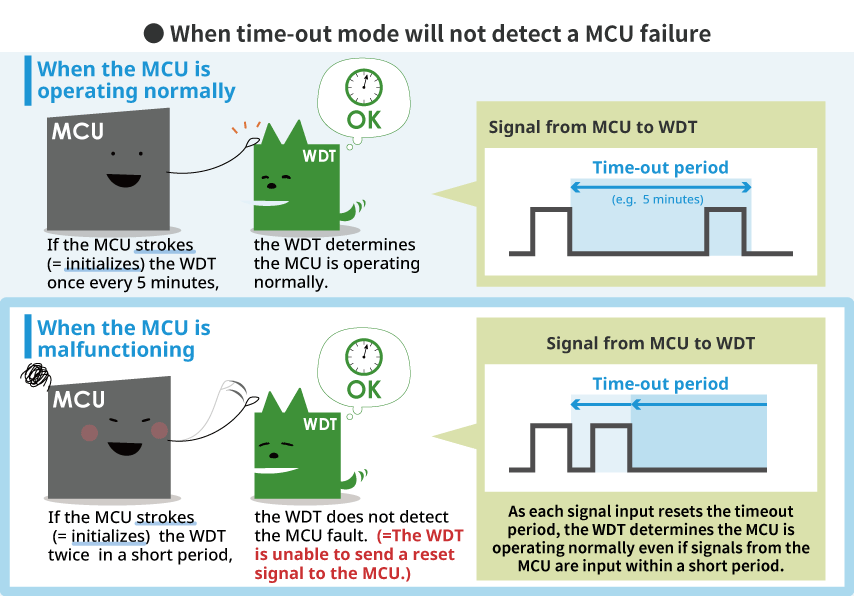 ● When time-out mode will not detect a MCU failure
When the MCU is
operating normally
MCU
WDT
OK
If the MCU strokes
(= initializes) the WDT
once every 5 minutes,
the WDT determines
the MCU is operating
normally.
Signal from MCU to WDT
Time-out period
(e.g. 5 minutes)
When the MCU is
malfunctioning
MCU
WDT
OK
If the MCU strokes
(= initializes) the WDT
twice in a short period,
the WDT does not detect
the MCU fault. (=The WDT
is unable to send a reset
signal to the MCU.)
Signal from MCU to WDT
Time-out period
As each signal input resets the timeout
period, the WDT determines the MCU is
operating normally even if signals from the
MCU are input within a short period.